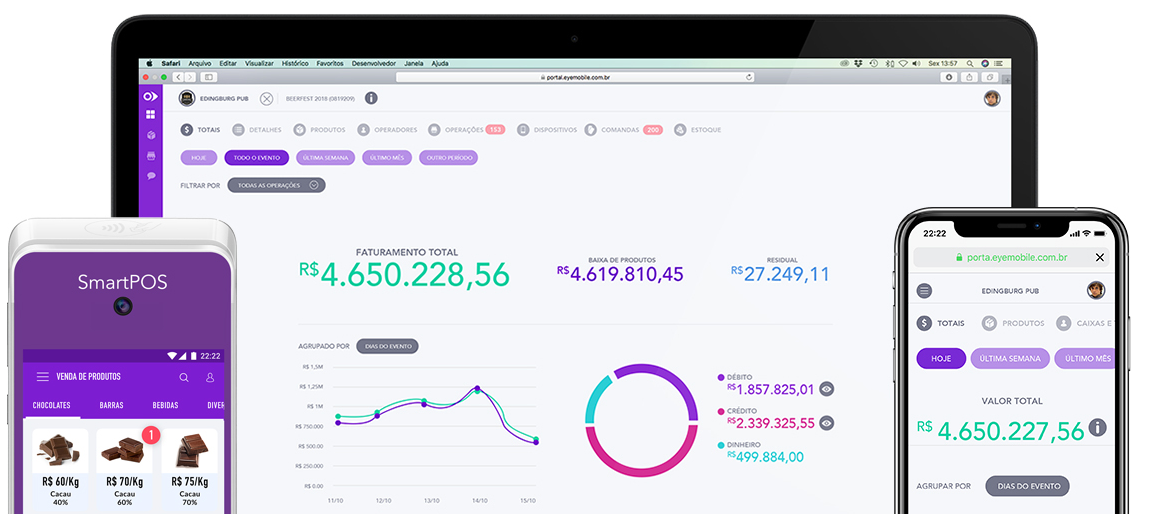 Safari Arquivo Editar Visualizar Histórico Favoritos Desenvolvedor Janela Ajuda
Sex 13:57
portal.eyemobile.com.br
EDINGBURG PUB
BEERFEST 2018 (0819209)
TOTAIS DETALHES PRODUTOS OPERADORES OPERAÇÕES 153 DISPOSITIVOS COMANDAS 200 ESTOQUE
HOJE TODO O EVENTO ÚLTIMA SEMANA ÚLTIMO MÊS OUTRO PERÍODO
FILTRAR POR TODAS AS OPERAÇÕES
FATURAMENTO TOTAL
R$4.650.228,56
BAIXA DE PRODUTOS
R$4.619.810,45
RESIDUAL
R$27.249,11
AGRUPADO POR DIAS DO EVENTO
R$ 1,5M
R$ 1,25M
R$ 1M
R$ 750.000
R$ 500.000
R$ 250.000
R$ 0.00
11/10 12/10 13/10 14/10 15/10
DÉBITO
R$1.857.825,01
CRÉDITO
R$2.339.325,55
DINHEIRO
R$499.884,00
SmartPOS
22:22
VENDA DE PRODUTOS
CHOCOLATES BARRAS BEBIDAS DIVER
1
R$ 60/Kg R$ 70/Kg R$ 75/Kg
Cacau Cacau Cacau
40% 60% 70%
22:22
porta.eyemobile.com.br
EDINGBURG PUB
TOTAIS PRODUTOS CAIXAS E
HOJE ÚLTIMA SEMANA ÚLTIMO MÊS
VALOR TOTAL
R$ 4.650.227,56
AGRUPAR POR DIAS DO EVENTO